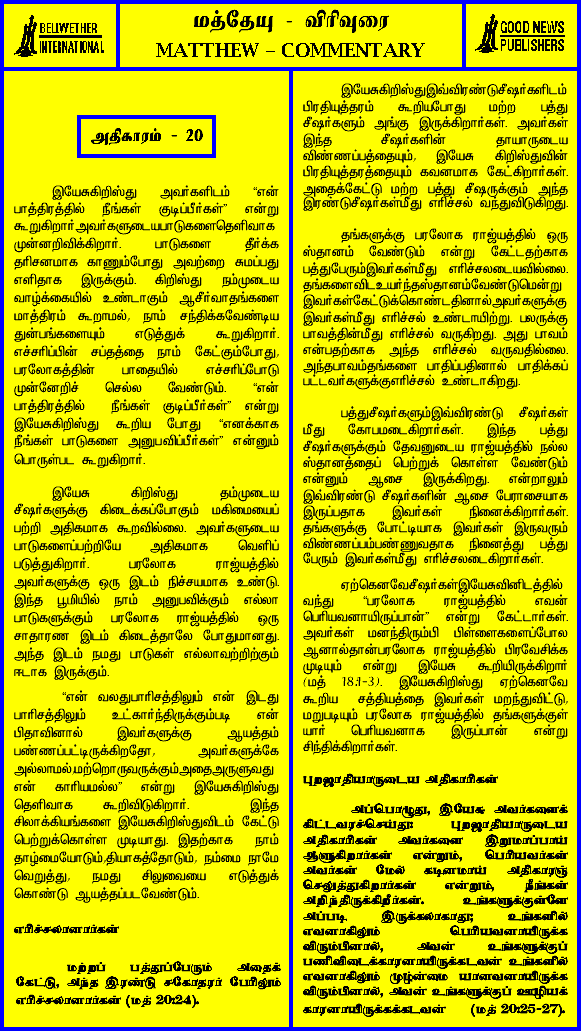 BELLWETHER
INTERNATIONAL
மத்தேயு - விரிவுரை
MATTHEW – COMMENTARY
GOOD NEWS
PUBLISHERS
அதிகாரம் - 20
இயேசுகிறிஸ்து அவர்களிடம் “என்
பாத்திரத்தில் நீங்கள் குடிப்பீர்கள்” என்று
கூறுகிறார்.அவர்களுடையபாடுகளைதெளிவாக
முன்னறிவிக்கிறார். பாடுகளை தீர்க்க
தரிசனமாக காணும்போது அவற்றை சுமப்பது
எளிதாக இருக்கும். கிறிஸ்து நம்முடைய
வாழ்க்கையில் உண்டாகும் ஆசீர்வாதங்களை
மாத்திரம் கூறாமல், நாம் சந்திக்கவேண்டிய
துன்பங்களையும் எடுத்துக் கூறுகிறார்.
எச்சரிப்பின் சப்தத்தை நாம் கேட்கும்போது,
பரலோகத்தின் பாதையில் எச்சரிப்போடு
முன்னேறிச் செல்ல வேண்டும். “என்
பாத்திரத்தில் நீங்கள் குடிப்பீர்கள்” என்று
இயேசுகிறிஸ்து கூறிய போது “எனக்காக
நீங்கள் பாடுகளை அனுபவிப்பீர்கள்” என்னும்
பொருள்பட கூறுகிறார்.
இயேசு கிறிஸ்து தம்முடைய
சீஷர்களுக்கு கிடைக்கப்போகும் மகிமையைப்
பற்றி அதிகமாக கூறவில்லை. அவர்களுடைய
பாடுகளைப்பற்றியே அதிகமாக வெளிப்
படுத்துகிறார். பரலோக ராஜ்யத்தில்
அவர்களுக்கு ஒரு இடம் நிச்சயமாக உண்டு.
இந்த பூமியில் நாம் அனுபவிக்கும் எல்லா
பாடுகளுக்கும் பரலோக ராஜ்யத்தில் ஒரு
சாதாரண இடம் கிடைத்தாலே போதுமானது.
அந்த இடம் நமது பாடுகள் எல்லாவற்றிற்கும்
ஈடாக இருக்கும்.
“என் வலதுபாரிசத்திலும் என் இடது
பாரிசத்திலும் உட்கார்ந்திருக்கும்படி என்
பிதாவினால் இவர்களுக்கு ஆயத்தம்
பண்ணப்பட்டிருக்கிறதோ, அவர்களுக்கே
அல்லாமல்,மற்றொருவருக்கும்அதைஅருளுவது
என் காரியமல்ல” என்று இயேசுகிறிஸ்து
தெளிவாக கூறிவிடுகிறார். இந்த
சிலாக்கியங்களை இயேசுகிறிஸ்துவிடம் கேட்டு
பெற்றுக்கொள்ள முடியாது. இதற்காக நாம்
தாழ்மையோடும்,தியாகத்தோடும், நம்மை நாமே
வெறுத்து, நமது சிலுவையை எடுத்துக்
கொண்டு ஆயத்தப்படவேண்டும்.
எரிச்சலானார்கள்
மற்றப் பத்துப்பேரும் அதைக்
கேட்டு, அந்த இரண்டு சகோதரர் பேரிலும்
எரிச்சலானார்கள் (மத் 20:24).
இயேசுகிறிஸ்துஇவ்விரண்டுசீஷர்களிடம்
பிரதியுத்தரம் கூறியபோது மற்ற பத்து
சீஷர்களும் அங்கு இருக்கிறார்கள். அவர்கள்
இந்த சீஷர்களின் தாயாருடைய
விண்ணப்பத்தையும், இயேசு கிறிஸ்துவின்
பிரதியுத்தரத்தையும் கவனமாக கேட்கிறார்கள்.
அதைக்கேட்டு மற்ற பத்து சீஷருக்கும் அந்த
இரண்டுசீஷர்கள்மீது எரிச்சல் வந்துவிடுகிறது.
தங்களுக்கு பரலோக ராஜ்யத்தில் ஒரு
ஸ்தானம் வேண்டும் என்று கேட்டதற்காக
பத்துபேரும்இவர்கள்மீது எரிச்சலடையவில்லை.
தங்களைவிடஉயர்ந்தஸ்தானம்வேண்டுமென்று
இவர்கள்கேட்டுக்கொண்டதினால்அவர்களுக்கு
இவர்கள்மீது எரிச்சல் உண்டாயிற்று. பலருக்கு
பாவத்தின்மீது எரிச்சல் வருகிறது. அது பாவம்
என்பதற்காக அந்த எரிச்சல் வருவதில்லை.
அந்தபாவம்தங்களை பாதிப்பதினால் பாதிக்கப்
பட்டவர்களுக்குஎரிச்சல் உண்டாகிறது.
பத்துசீஷர்களும்இவ்விரண்டு சீஷர்கள்
மீது கோபமடைகிறார்கள். இந்த பத்து
சீஷர்களுக்கும் தேவனுடைய ராஜ்யத்தில் நல்ல
ஸ்தானத்தைப் பெற்றுக் கொள்ள வேண்டும்
என்னும் ஆசை இருக்கிறது. என்றாலும்
இவ்விரண்டு சீஷர்களின் ஆசை பேராசையாக
இருப்பதாக இவர்கள் நினைக்கிறார்கள்.
தங்களுக்கு போட்டியாக இவர்கள் இருவரும்
விண்ணப்பம்பண்ணுவதாக நினைத்து பத்து
பேரும் இவர்கள்மீது எரிச்சலடைகிறார்கள்.
ஏற்கெனவேசீஷர்கள்இயேசுவினிடத்தில்
வந்து “பரலோக ராஜ்யத்தில் எவன்
பெரியவனாயிருப்பான்” என்று கேட்டார்கள்.
அவர்கள் மனந்திரும்பி பிள்ளைகளைப்போல
ஆனால்தான்பரலோக ராஜ்யத்தில் பிரவேசிக்க
முடியும் என்று இயேசு கூறியிருக்கிறார்
(மத் 18:1-3). இயேசுகிறிஸ்து ஏற்கெனவே
கூறிய சத்தியத்தை இவர்கள் மறந்துவிட்டு,
மறுபடியும் பரலோக ராஜ்யத்தில் தங்களுக்குள்
யார் பெரியவனாக இருப்பான் என்று
சிந்திக்கிறார்கள்.
புறஜாதியாருடைய அதிகாரிகள்
அப்பொழுது, இயேசு அவர்களைக்
கிட்டவரச்செய்து: புறஜாதியாருடைய
அதிகாரிகள் அவர்களை இறுமாப்பாய்
ஆளுகிறார்கள் என்றும், பெரியவர்கள்
அவர்கள் மேல் கடினமாய் அதிகாரஞ்
செலுத்துகிறார்கள் என்றும், நீங்கள்
அறிந்திருக்கிறீர்கள். உங்களுக்குள்ளே
அப்படி இருக்கலாகாது; உங்களில்
எவனாகிலும் பெரியவனாயிருக்க
விரும்பினால், அவன் உங்களுக்குப்
பணிவிடைக்காரனாயிருக்கடவன் உங்களில்
எவனாகிலும் முதன்மை யானவனாயிருக்க
விரும்பினால், அவன் உங்களுக்கு ஊழியக்
காரனாயிருக்கக்கடவன் (மத் 20:25-27).